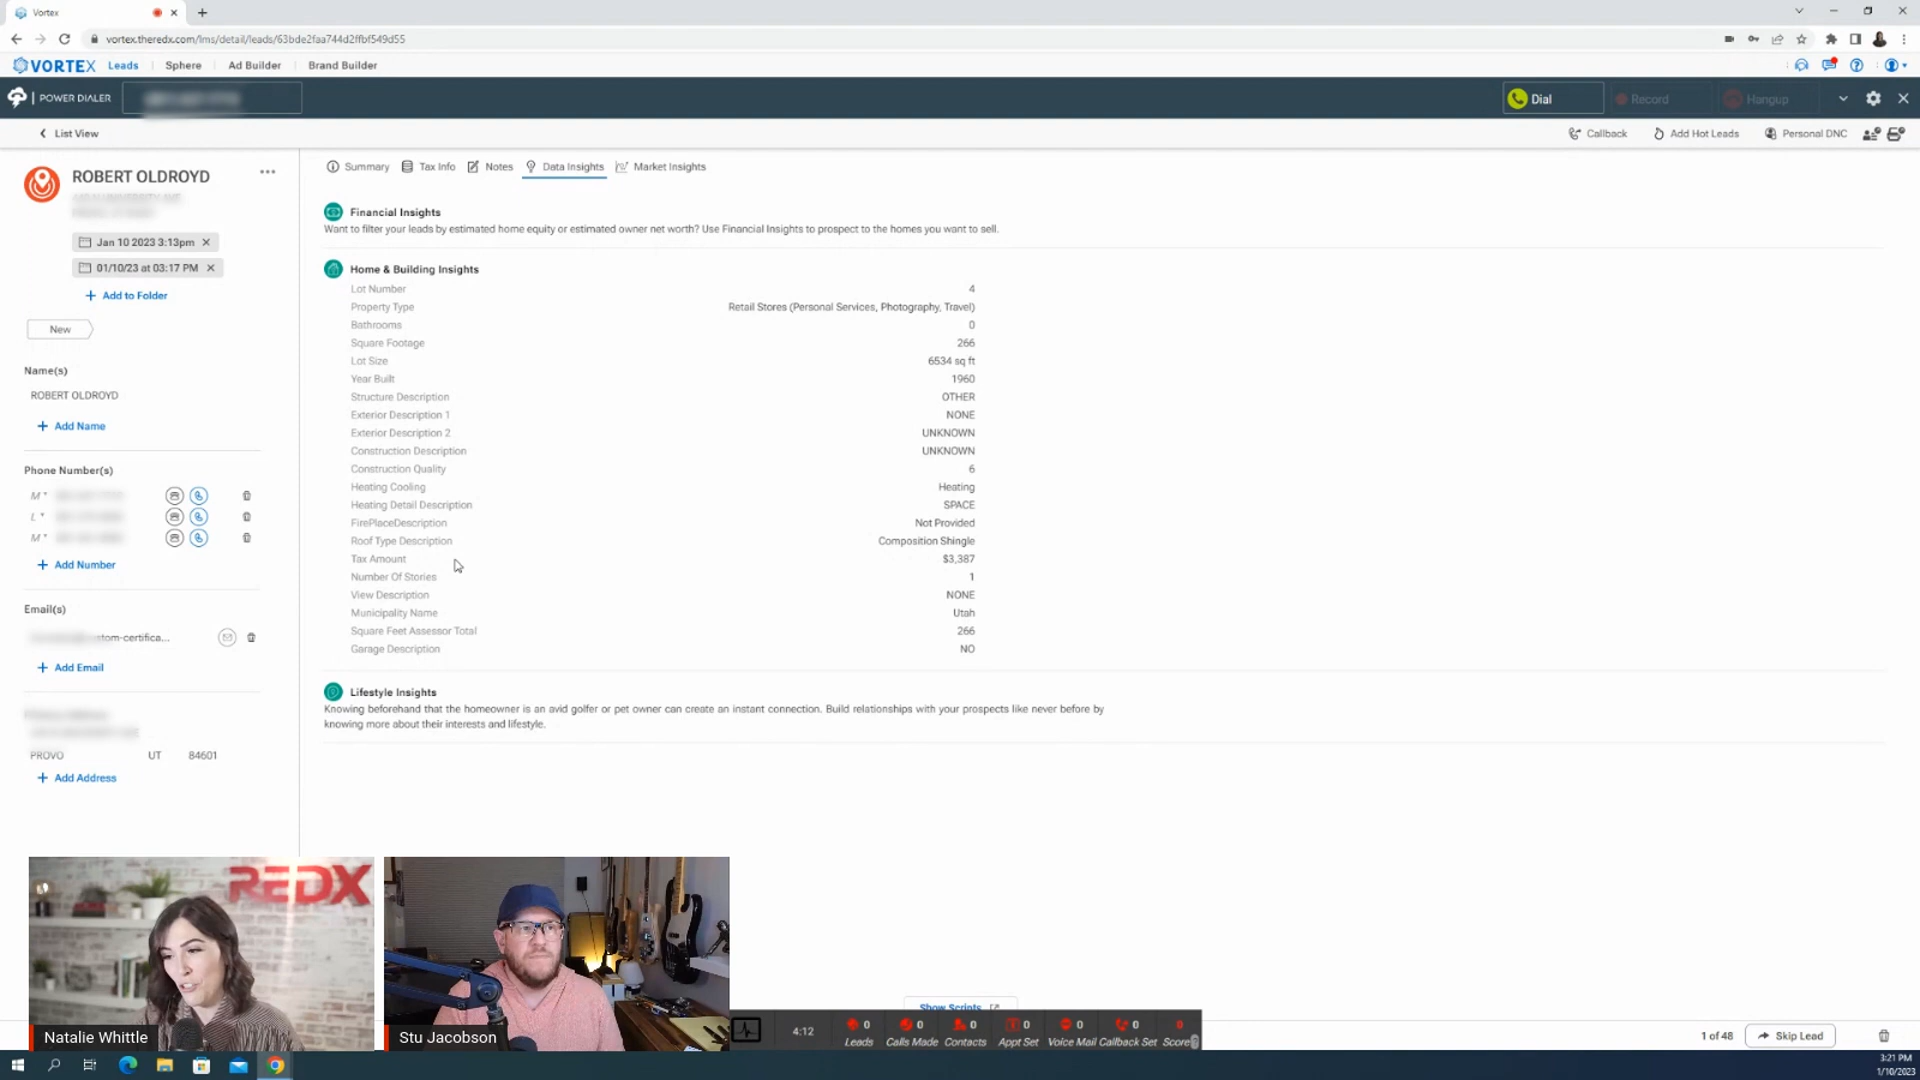 Vortex
vortex.theredx.com/lms/detail/leads/63bde2faa744d2ffbf549d55
VORTEX Leads Sphere Ad Builder Brand Builder
POWER DIALER
Dial Record Hangup
List View
Callback Add Hot Leads Personal DNC
ROBERT OLDROYD
Jan 10 2023 3:13pm
01/10/23 at 03:17 PM
Add to Folder
New
Name(s)
ROBERT OLDROYD
Add Name
Phone Number(s)
M
L
M
Add Number
Email(s)
stom-certifica...
Add Email
PROVO UT 84601
Add Address
Summary Tax Info Notes Data Insights Market Insights
Financial Insights
Want to filter your leads by estimated home equity or estimated owner net worth? Use Financial Insights to prospect to the homes you want to sell.
Home & Building Insights
Lot Number 4
Property Type Retail Stores (Personal Services, Photography, Travel)
Bathrooms 0
Square Footage 266
Lot Size 6534 sq ft
Year Built 1960
Structure Description OTHER
Exterior Description 1 NONE
Exterior Description 2 UNKNOWN
Construction Description UNKNOWN
Construction Quality 6
Heating Cooling Heating
Heating Detail Description SPACE
FirePlaceDescription Not Provided
Roof Type Description Composition Shingle
Tax Amount $3,387
Number Of Stories 1
View Description NONE
Municipality Name Utah
Square Feet Assessor Total 266
Garage Description NO
Lifestyle Insights
Knowing beforehand that the homeowner is an avid golfer or pet owner can create an instant connection. Build relationships with your prospects like never before by
knowing more about their interests and lifestyle.
REDX
Natalie Whittle
Stu Jacobson
Show Scripts
4:12
0 0 0 0 0 0 0
Leads Calls Made Contacts Appt Set Voice Mail Callback Set Score
1 of 48 Skip Lead
3:21 PM
1/10/2023